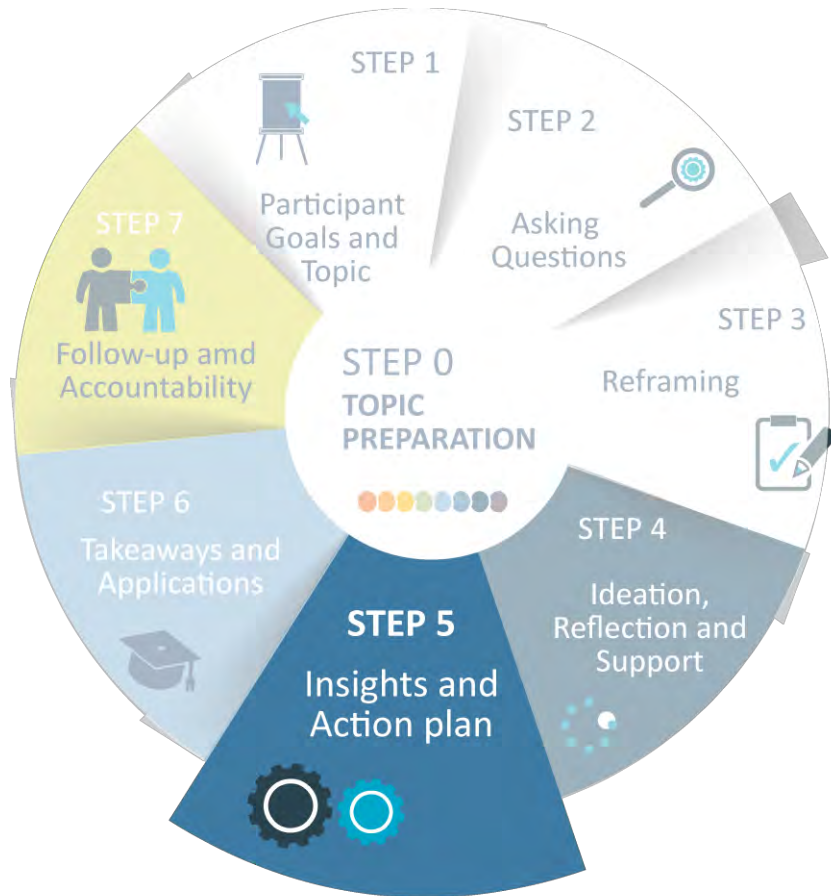 STEP 0
TOPIC
PREPARATION
STEP 1
Participant
Goals and
Topic
STEP 2
Asking
Questions
STEP 3
Reframing
STEP 4
Ideation,
Reflection and
Support
STEP 5
Insights and
Action plan
STEP 6
Takeaways and
Applications
STEP 7
Follow-up amd
Accountability